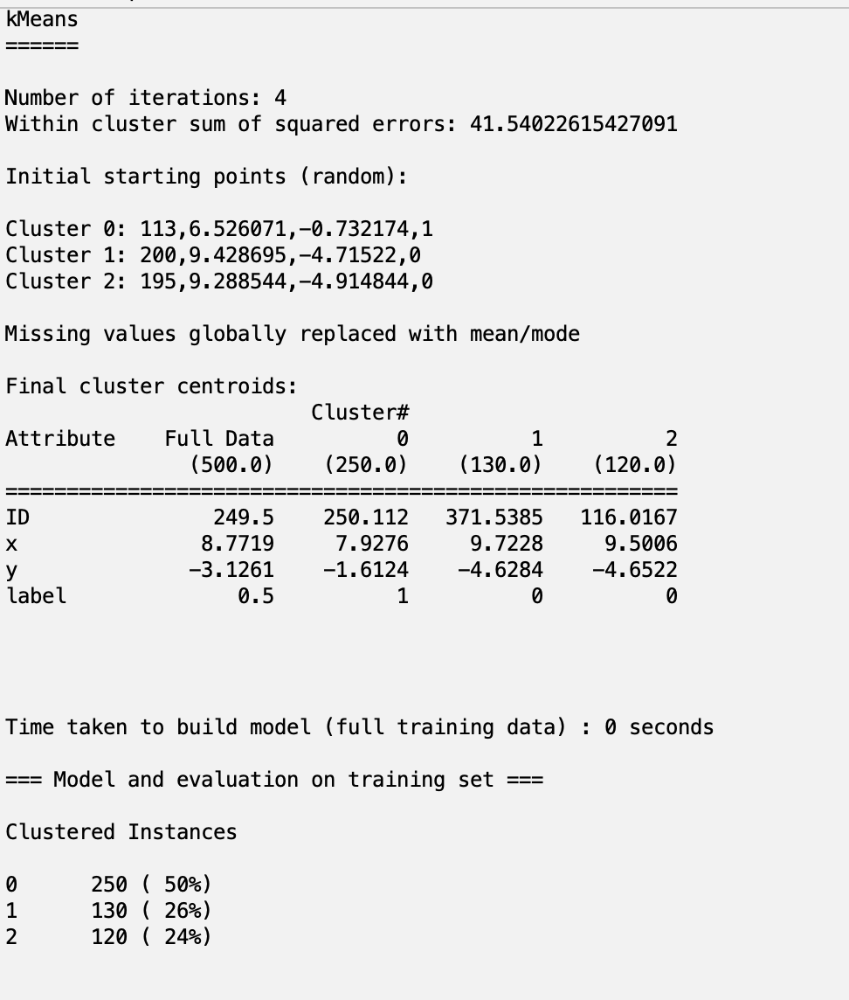 kMeans
======
Number of iterations: 4
Within cluster sum of squared errors: 41.54022615427091
Initial starting points (random):
Cluster 0: 113,6.526071,−0.732174,1
Cluster 1: 200,9.428695,−4.71522,0
Cluster 2: 195,9.288544,−4.914844,0
Missing values globally replaced with mean/mode
Final cluster centroids:
                         Cluster#
Attribute    Full Data          0          1          2
               (500.0)    (250.0)    (130.0)    (120.0)
=======================================================
ID               249.5    250.112   371.5385   116.0167
x               8.7719     7.9276     9.7228     9.5006
y              −3.1261    −1.6124    −4.6284    −4.6522
label              0.5          1          0          0
Time taken to build model (full training data) : 0 seconds
=== Model and evaluation on training set ===
Clustered Instances
0      250 ( 50%)
1      130 ( 26%)
2      120 ( 24%)